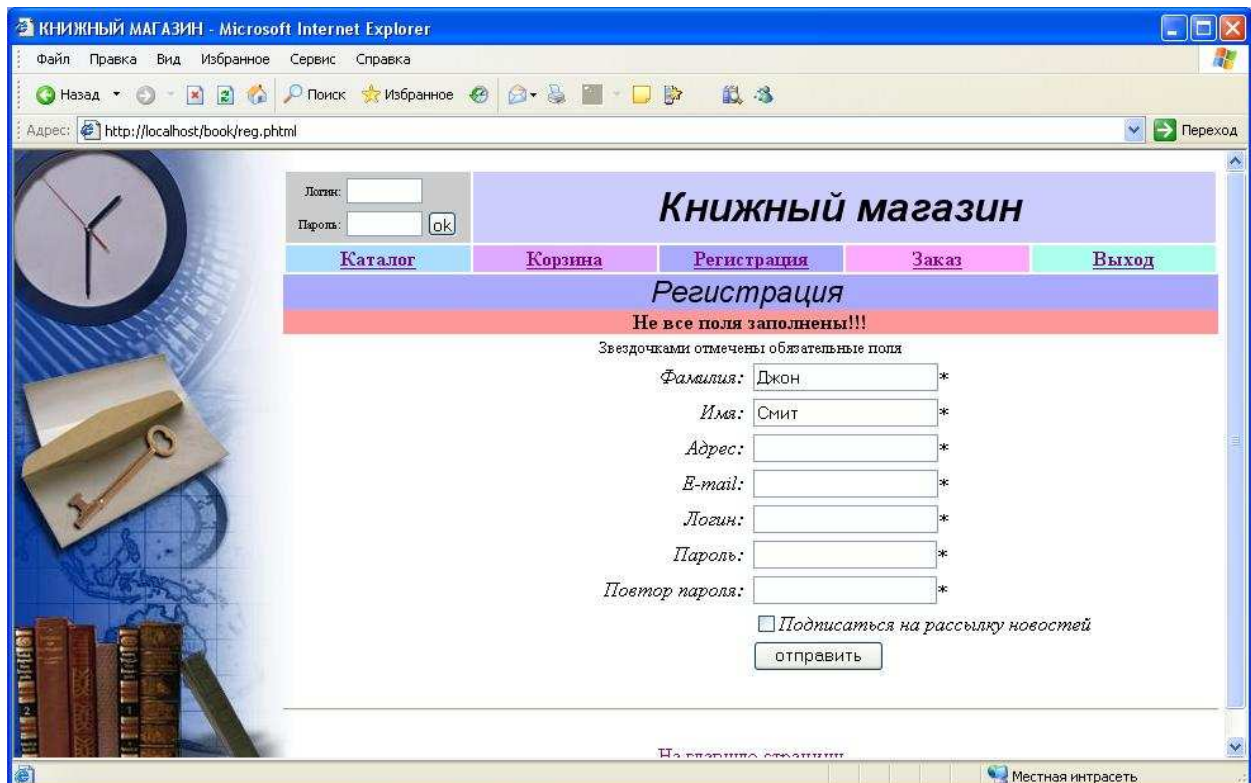 КНИЖНЫЙ МАГАЗИН - Microsoft Internet Explorer
Файл Правка Вид Избранное Сервис Справка
Назад Поиск Избранное
Адрес: http://localhost/book/reg.phtml Переход
Логин:
Пароль: ok
Книжный магазин
Каталог Корзина Регистрация Заказ Выход
Регистрация
Не все поля заполнены!!!
Звездочками отмечены обязательные поля
Фамилия: Джон *
Имя: Смит *
Адрес: *
E-mail: *
Логин: *
Пароль: *
Повтор пароля: *
Подписаться на рассылку новостей
отправить
На главную страницу
Местная интрасеть